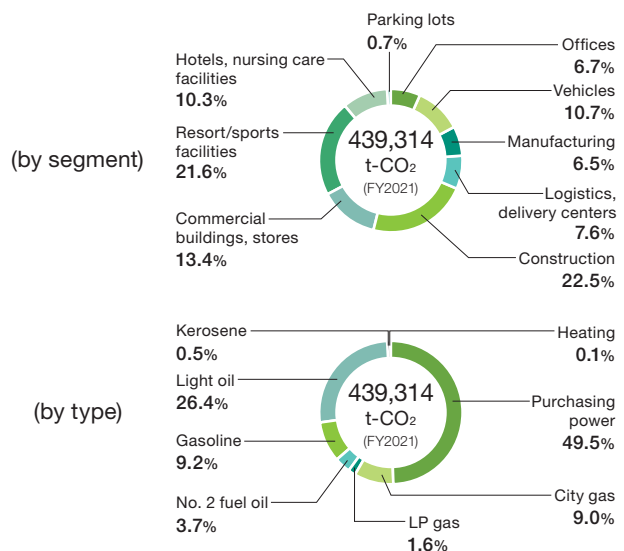 (by segment)
Parking lots
0.7%
Offices
6.7%
Vehicles
10.7%
Manufacturing
6.5%
Logistics,
delivery centers
7.6%
Construction
22.5%
Commercial
buildings, stores
13.4%
Resort/sports
facilities
21.6%
Hotels, nursing care
facilities
10.3%
439,314
t-CO₂
(FY2021)
(by type)
Heating
0.1%
Purchasing
power
49.5%
City gas
9.0%
LP gas
1.6%
No. 2 fuel oil
3.7%
Gasoline
9.2%
Light oil
26.4%
Kerosene
0.5%
439,314
t-CO₂
(FY2021)